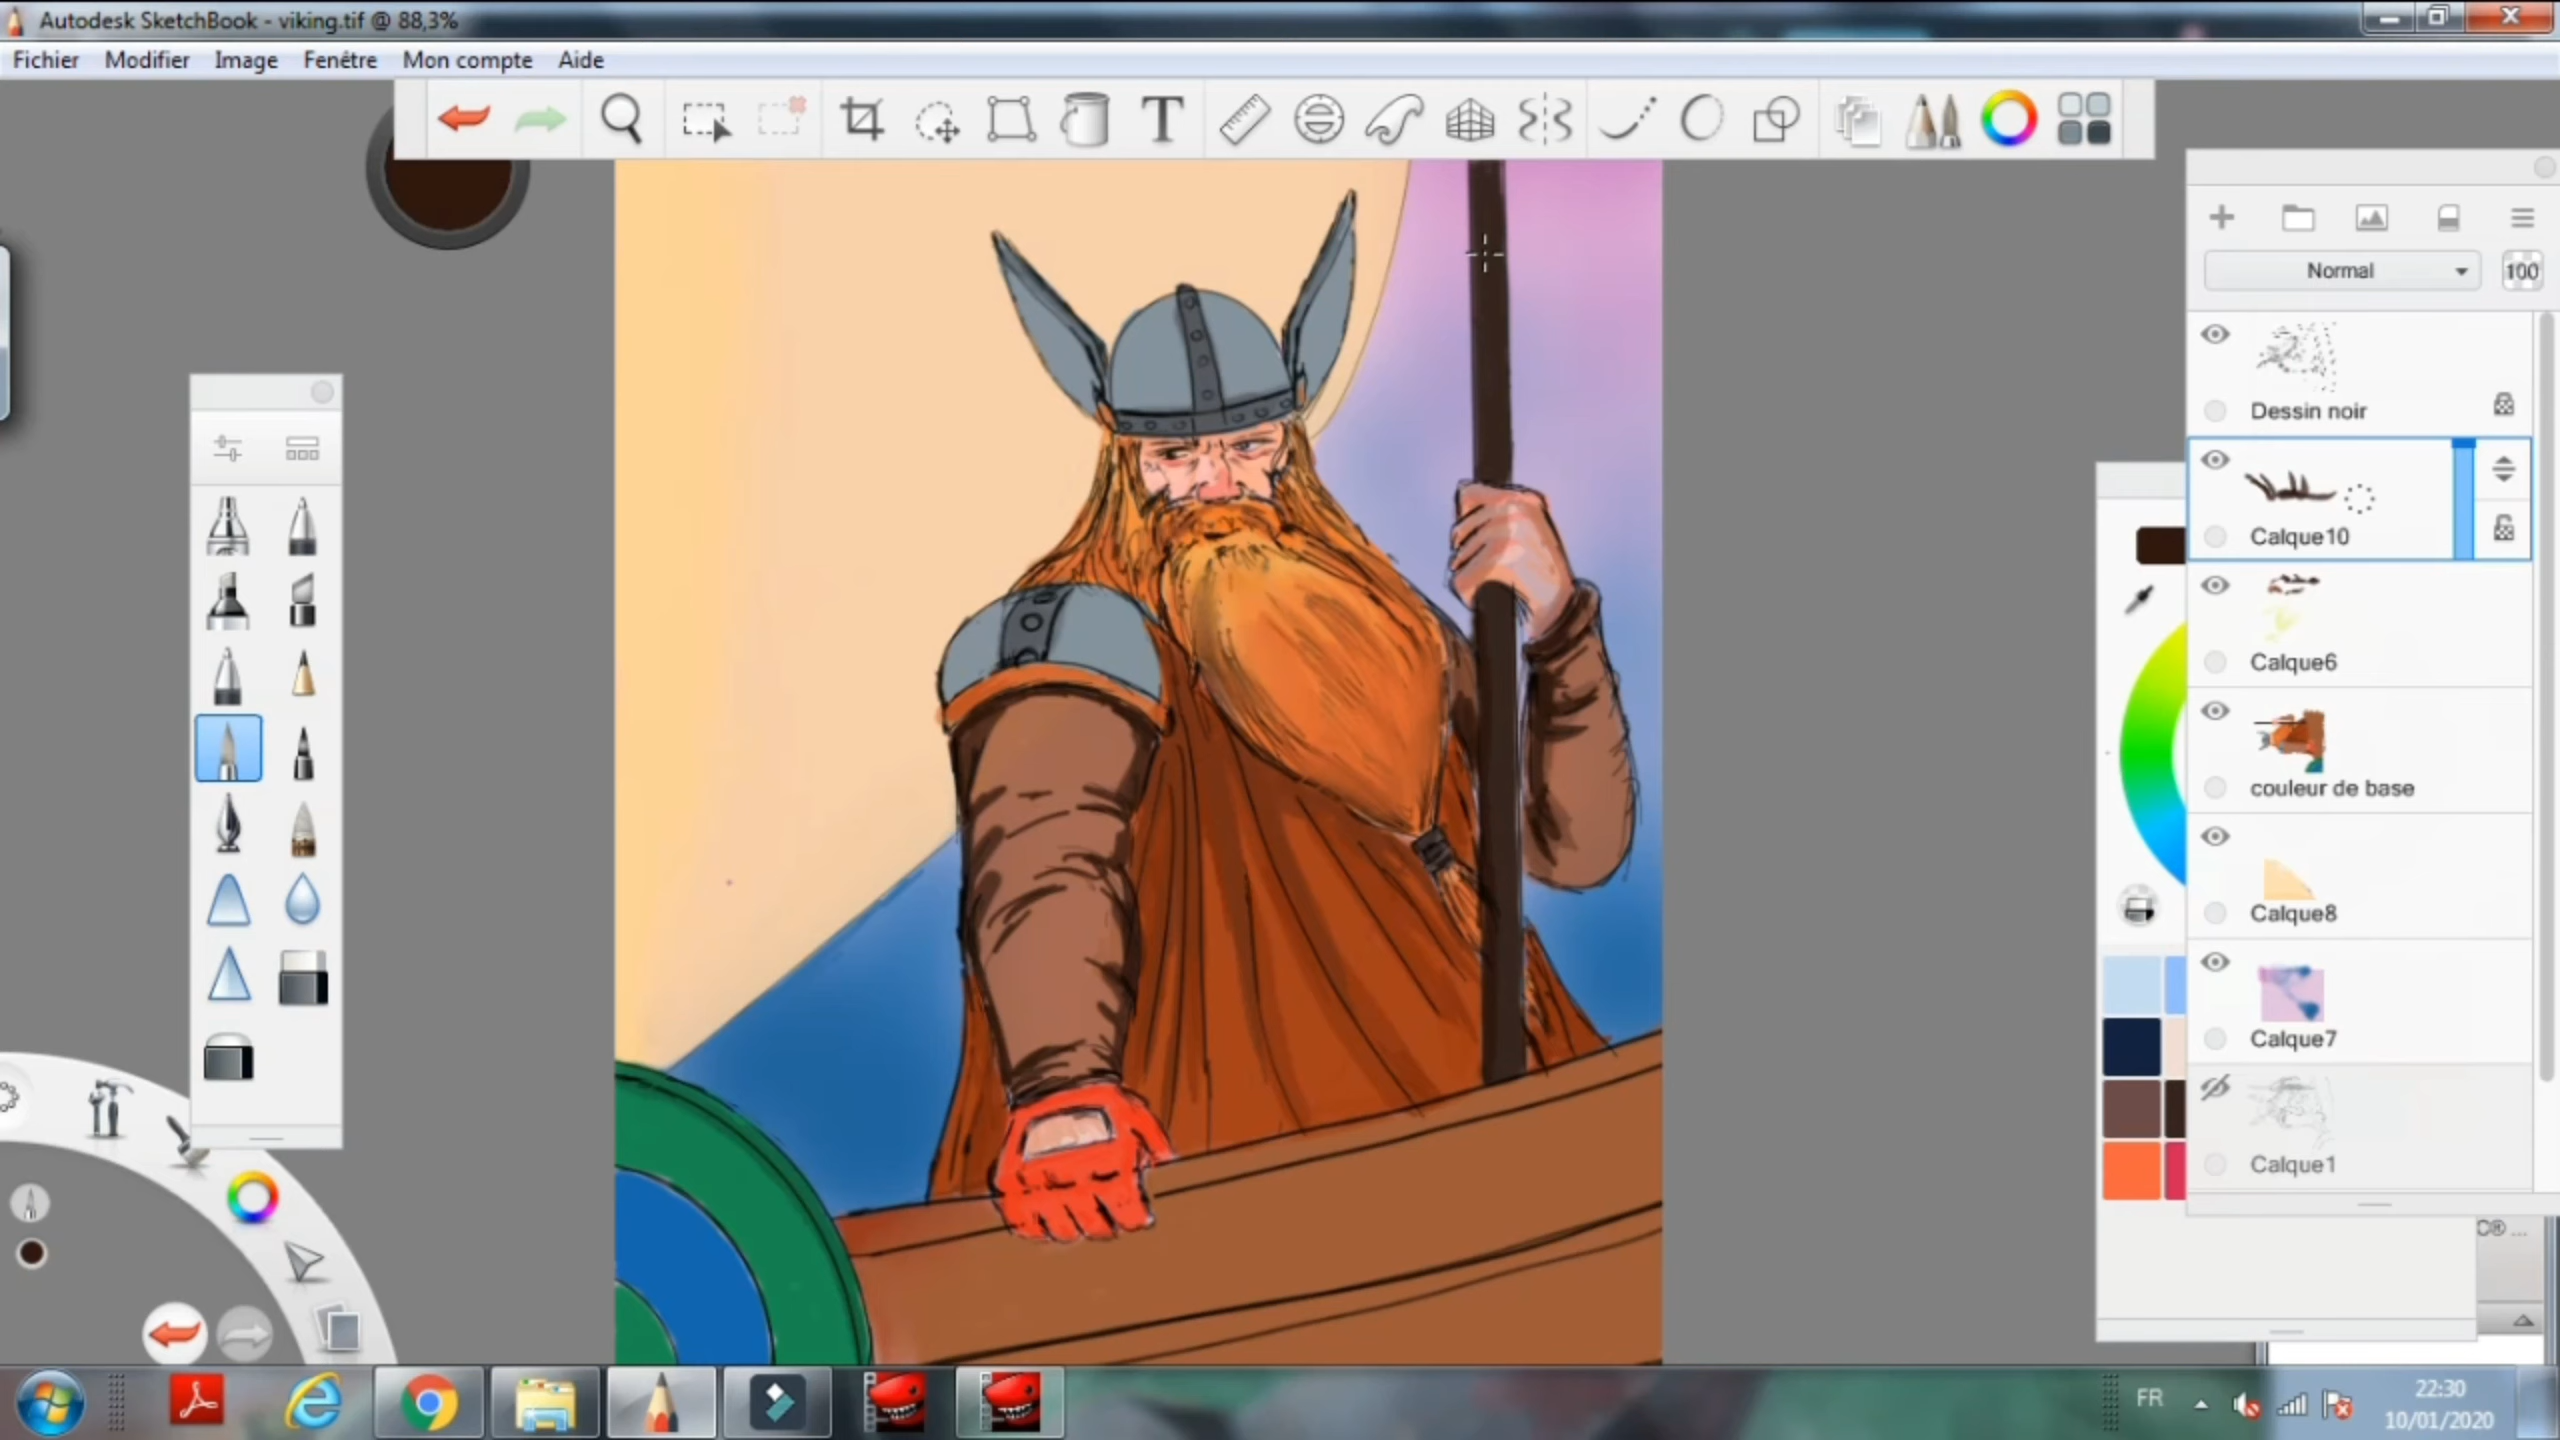 Autodesk SketchBook - viking.tif @ 88,3%
Fichier Modifier Image Fenêtre Mon compte Aide
Normal
100
Dessin noir
Calque10
Calque6
couleur de base
Calque8
Calque7
Calque1
C® ...
FR
22:30
10/01/2020